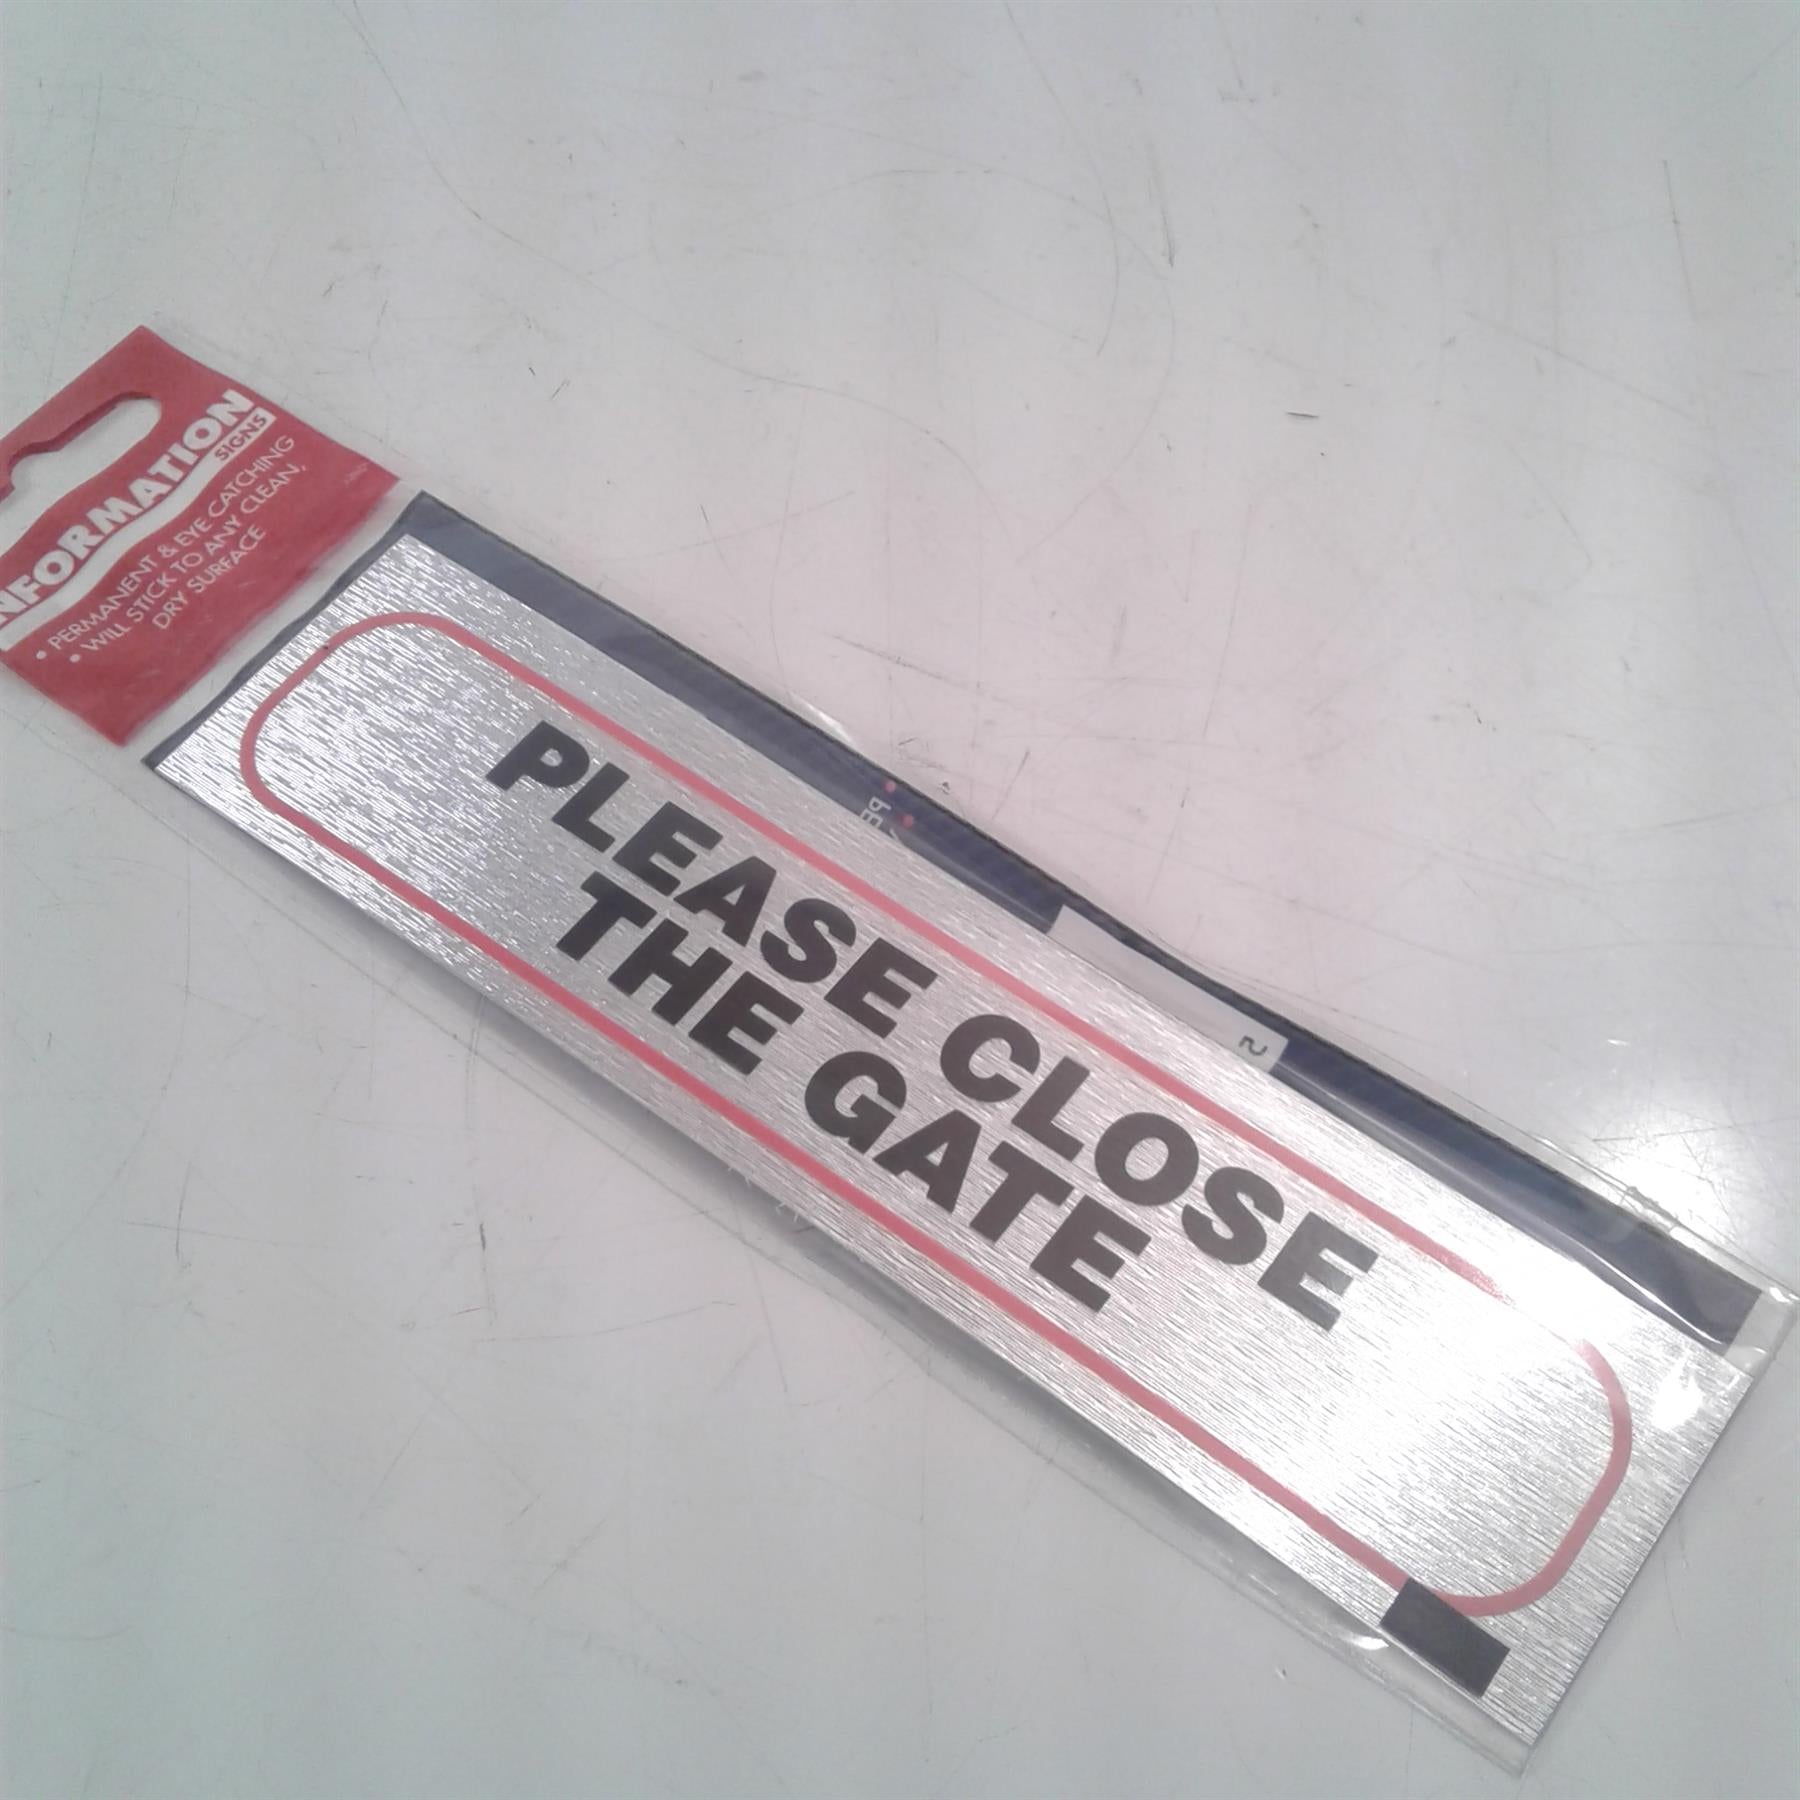 INFORMATION
SIGNS
• PERMANENT & EYE CATCHING
• WILL STICK TO ANY CLEAN,
DRY SURFACE
PLEASE CLOSE
THE GATE